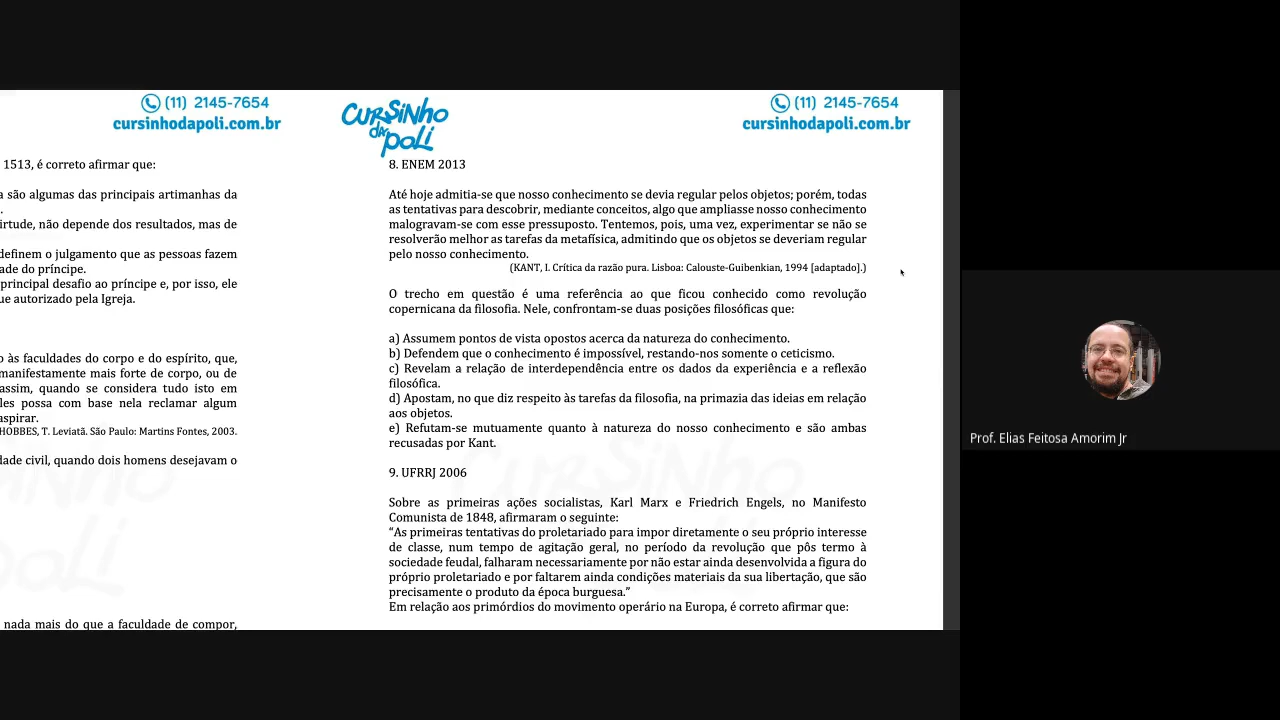 (11) 2145-7654
cursinhodapoli.com.br
1513, é correto afirmar que:
a são algumas das principais artimanhas da
.
irtude, não depende dos resultados, mas de
definem o julgamento que as pessoas fazem
ade do príncipe.
principal desafio ao príncipe e, por isso, ele
ue autorizado pela Igreja.
o às faculdades do corpo e do espírito, que,
manifestamente mais forte de corpo, ou de
assim, quando se considera tudo isto em
les possa com base nela reclamar algum
aspirar.
HOBBES, T. Leviatã. São Paulo: Martins Fontes, 2003.
dade civil, quando dois homens desejavam o
nada mais do que a faculdade de compor,
CURSINHO
DA
POLI
(11) 2145-7654
cursinhodapoli.com.br
8. ENEM 2013
Até hoje admitia-se que nosso conhecimento se devia regular pelos objetos; porém, todas
as tentativas para descobrir, mediante conceitos, algo que ampliasse nosso conhecimento
malogravam-se com esse pressuposto. Tentemos, pois, uma vez, experimentar se não se
resolverão melhor as tarefas da metafísica, admitindo que os objetos se deveriam regular
pelo nosso conhecimento.
(KANT, I. Crítica da razão pura. Lisboa: Calouste-Guibenkian, 1994 [adaptado].)
O trecho em questão é uma referência ao que ficou conhecido como revolução
copernicana da filosofia. Nele, confrontam-se duas posições filosóficas que:
a) Assumem pontos de vista opostos acerca da natureza do conhecimento.
b) Defendem que o conhecimento é impossível, restando-nos somente o ceticismo.
c) Revelam a relação de interdependência entre os dados da experiência e a reflexão
filosófica.
d) Apostam, no que diz respeito às tarefas da filosofia, na primazia das ideias em relação
aos objetos.
e) Refutam-se mutuamente quanto à natureza do nosso conhecimento e são ambas
recusadas por Kant.
9. UFRRJ 2006
Sobre as primeiras ações socialistas, Karl Marx e Friedrich Engels, no Manifesto
Comunista de 1848, afirmaram o seguinte:
“As primeiras tentativas do proletariado para impor diretamente o seu próprio interesse
de classe, num tempo de agitação geral, no período da revolução que pôs termo à
sociedade feudal, falharam necessariamente por não estar ainda desenvolvida a figura do
próprio proletariado e por faltarem ainda condições materiais da sua libertação, que são
precisamente o produto da época burguesa.”
Em relação aos primórdios do movimento operário na Europa, é correto afirmar que:
Prof. Elias Feitosa Amorim Jr